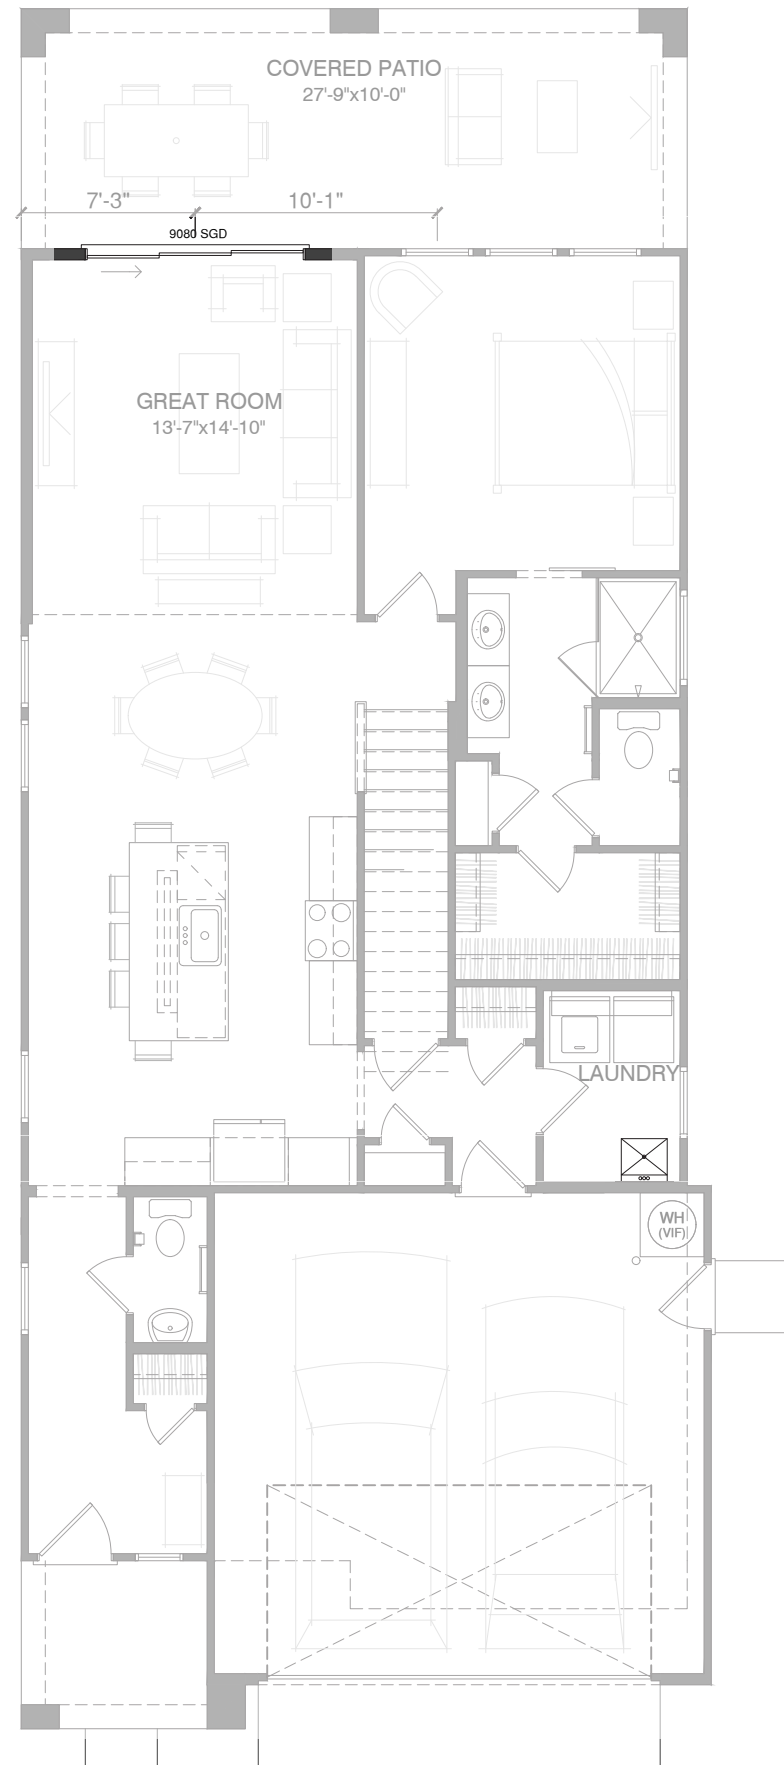 COVERED PATIO
27'-9"x10'-0"
7'-3"
10'-1"
9080 SGD
GREAT ROOM
13'-7"x14'-10"
LAUNDRY
WH
(VIF)